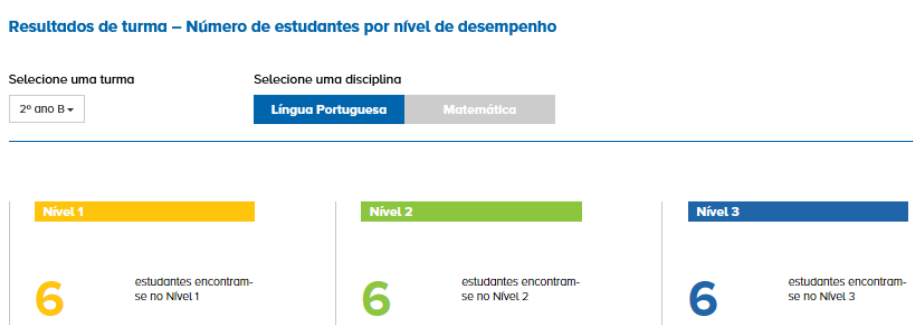 Resultados de turma – Número de estudantes por nível de desempenho
Selecione uma turma
Selecione uma disciplina
2º ano B
Língua Portuguesa
Matemática
Nível 1
Nível 2
Nível 3
6
estudantes encontram-
se no Nível 1
6
estudantes encontram-
se no Nível 2
6
estudantes encontram-
se no Nível 3